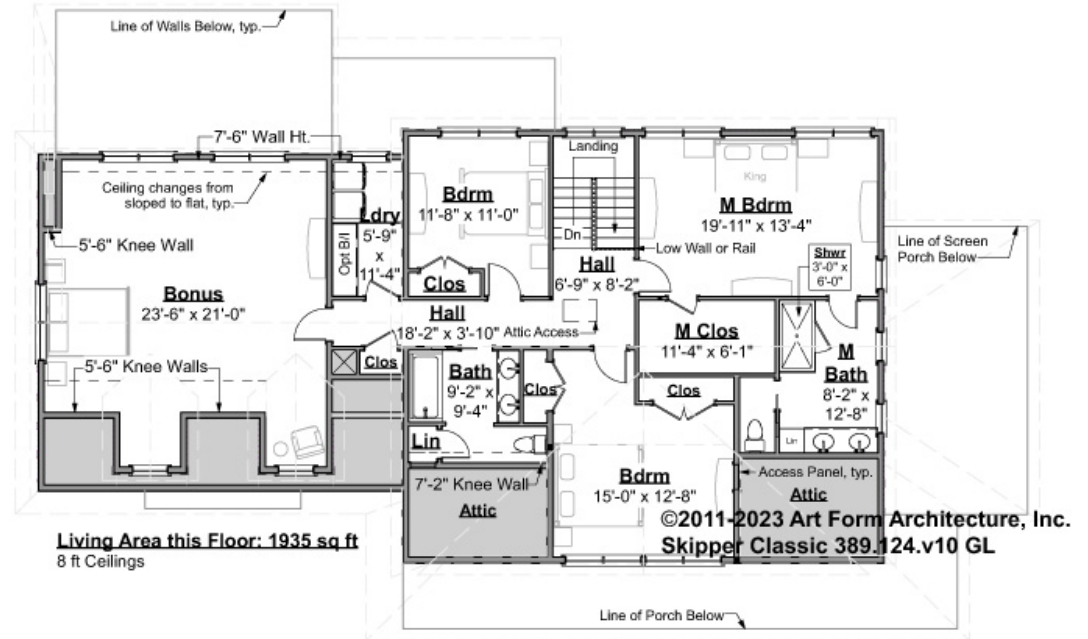 Line of Walls Below, typ.
7'-6" Wall Ht.
Ceiling changes from
sloped to flat, typ.
5'-6" Knee Wall
Bonus
23'-6" x 21'-0"
5'-6" Knee Walls
Ldry
5'-9"
x
11'-4"
Opt B/I
Bdrm
11'-8" x 11'-0"
Clos
Landing
Dn
Low Wall or Rail
Hall
6'-9" x 8'-2"
King
M Bdrm
19'-11" x 13'-4"
Shwr
3'-0" x
6'-0"
Line of Screen
Porch Below
Hall
18'-2" x 3'-10"
Attic Access
Clos
M Clos
11'-4" x 6'-1"
M
Bath
8'-2" x
12'-8"
Bath
9'-2" x
9'-4"
Clos
Clos
Lin
Lin
7'-2" Knee Wall
Attic
Bdrm
15'-0" x 12'-8"
Access Panel, typ.
Attic
©2011-2023 Art Form Architecture, Inc.
Skipper Classic 389.124.v10 GL
Living Area this Floor: 1935 sq ft
8 ft Ceilings
Line of Porch Below